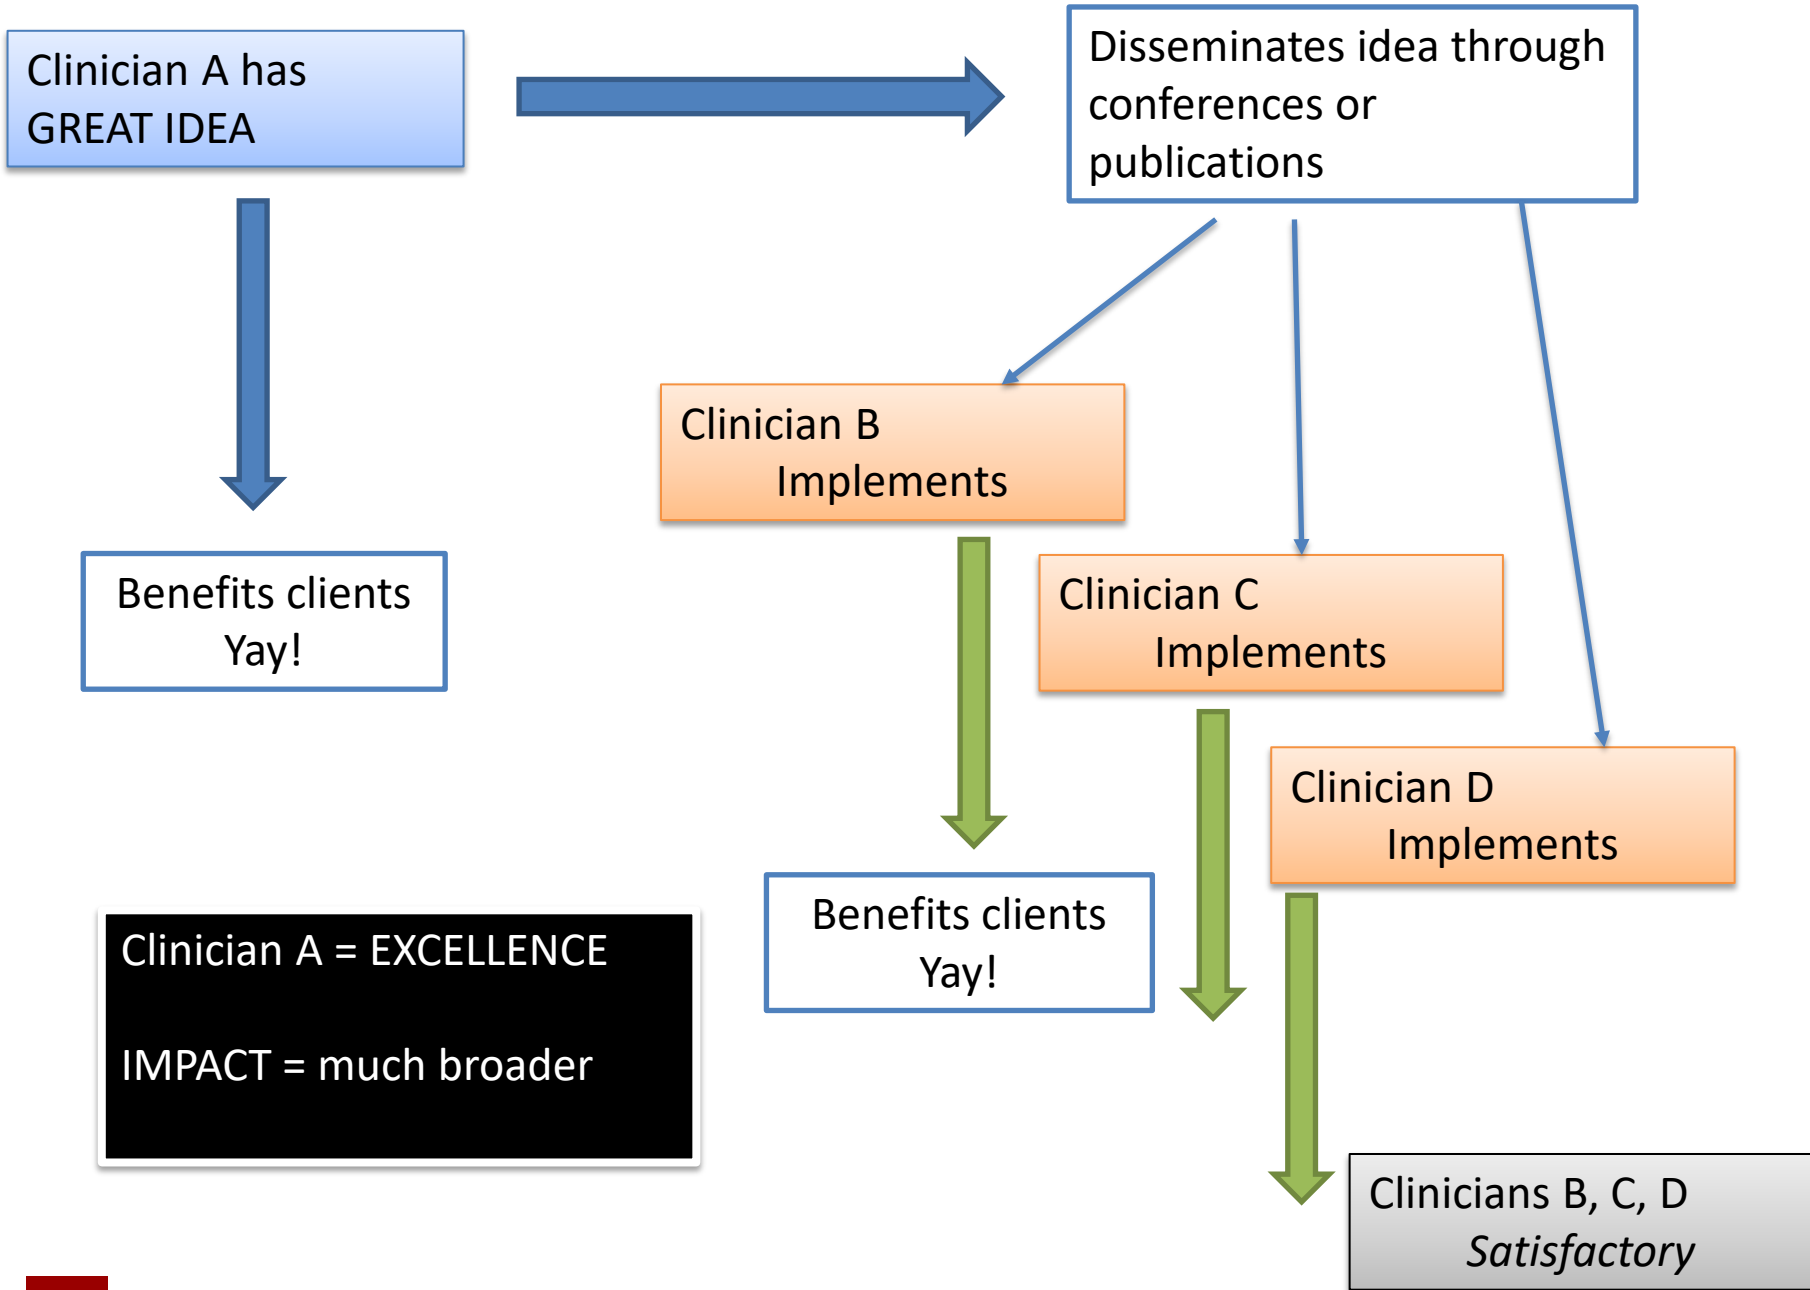 Clinician A has
GREAT IDEA
Disseminates idea through
conferences or
publications
Clinician B
Implements
Clinician C
Implements
Benefits clients
Yay!
Clinician D
Implements
Benefits clients
Yay!
Clinician A = EXCELLENCE
IMPACT = much broader
Clinicians B, C, D
Satisfactory